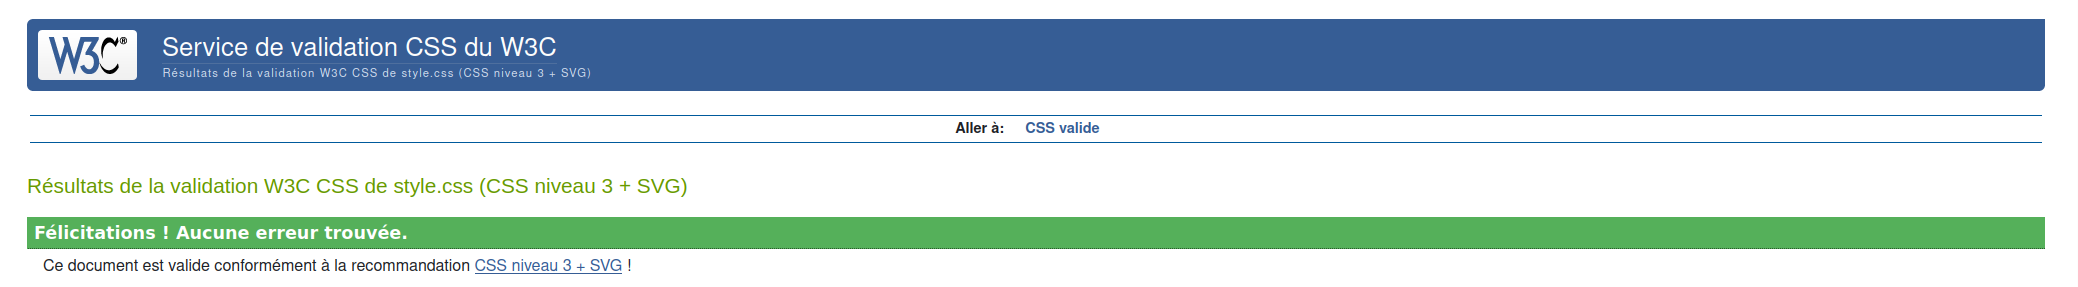 W3C®
Service de validation CSS du W3C
Résultats de la validation W3C CSS de style.css (CSS niveau 3 + SVG)
Aller à: CSS valide
Résultats de la validation W3C CSS de style.css (CSS niveau 3 + SVG)
Félicitations ! Aucune erreur trouvée.
Ce document est valide conformément à la recommandation CSS niveau 3 + SVG !